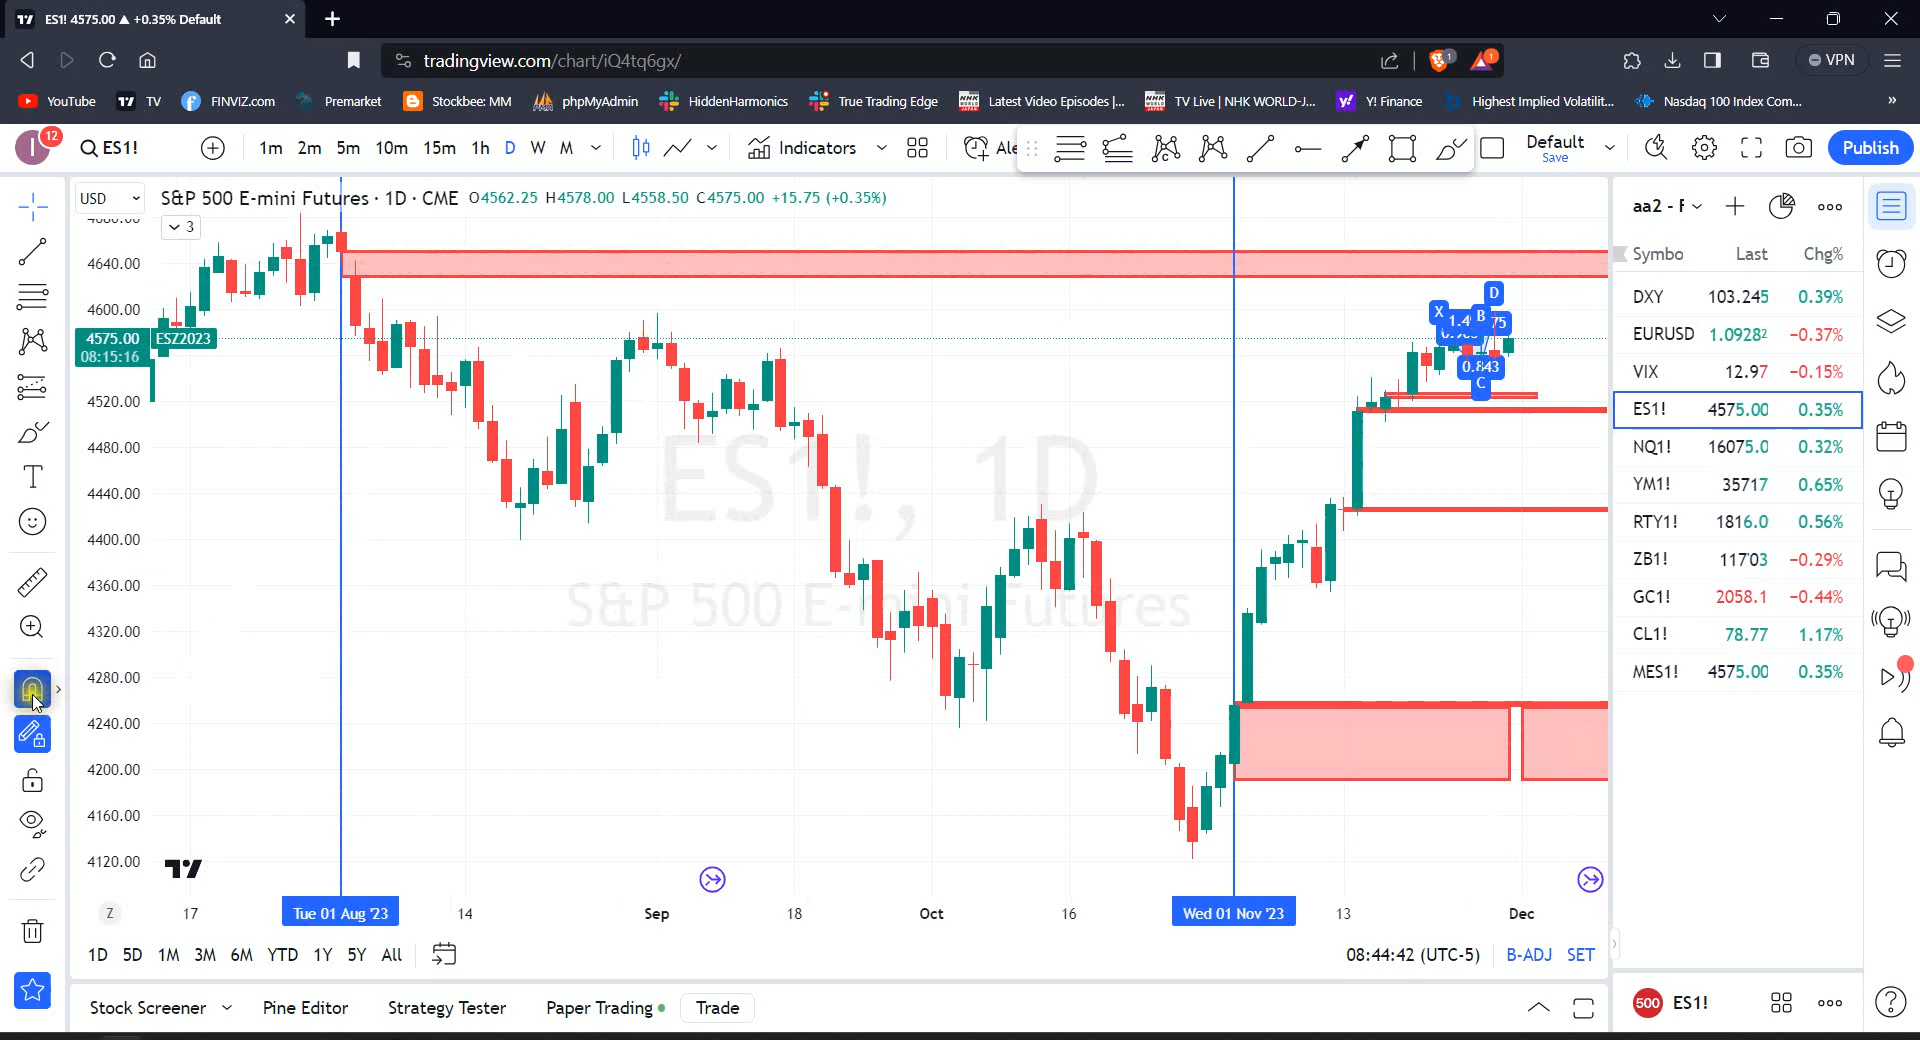 ES1! 4575.00 ▲ +0.35% Default
tradingview.com/chart/iQ4tq6gx/
1
1
VPN
YouTube TV FINVIZ.com Premarket Stockbee: MM phpMyAdmin HiddenHarmonics True Trading Edge Latest Video Episodes |... TV Live | NHK WORLD-J... Y! Finance Highest Implied Volatilit... Nasdaq 100 Index Com... »
I 12 ES1! 1m 2m 5m 10m 15m 1h D W M Indicators Ale Default
Save
Publish
USD S&P 500 E-mini Futures · 1D · CME O4562.25 H4578.00 L4558.50 C4575.00 +15.75 (+0.35%)
3
4640.00
4600.00
4575.00 ESZ2023
08:15:16
4520.00
4480.00
4440.00
4400.00
4360.00
4320.00
4280.00
4240.00
4200.00
4160.00
4120.00
ES1!, 1D
S&P 500 E-mini Futures
D
X
B
0.843
C
Z 17 Tue 01 Aug '23 14 Sep 18 Oct 16 Wed 01 Nov '23 13 Dec
1D 5D 1M 3M 6M YTD 1Y 5Y All 08:44:42 (UTC-5) B-ADJ SET
Stock Screener Pine Editor Strategy Tester Paper Trading Trade
aa2 - F
Symbo Last Chg%
DXY 103.245 0.39%
EURUSD 1.09282 −0.37%
VIX 12.97 −0.15%
ES1! 4575.00 0.35%
NQ1! 16075.0 0.32%
YM1! 35717 0.65%
RTY1! 1816.0 0.56%
ZB1! 117'03 −0.29%
GC1! 2058.1 −0.44%
CL1! 78.77 1.17%
MES1! 4575.00 0.35%
500 ES1!